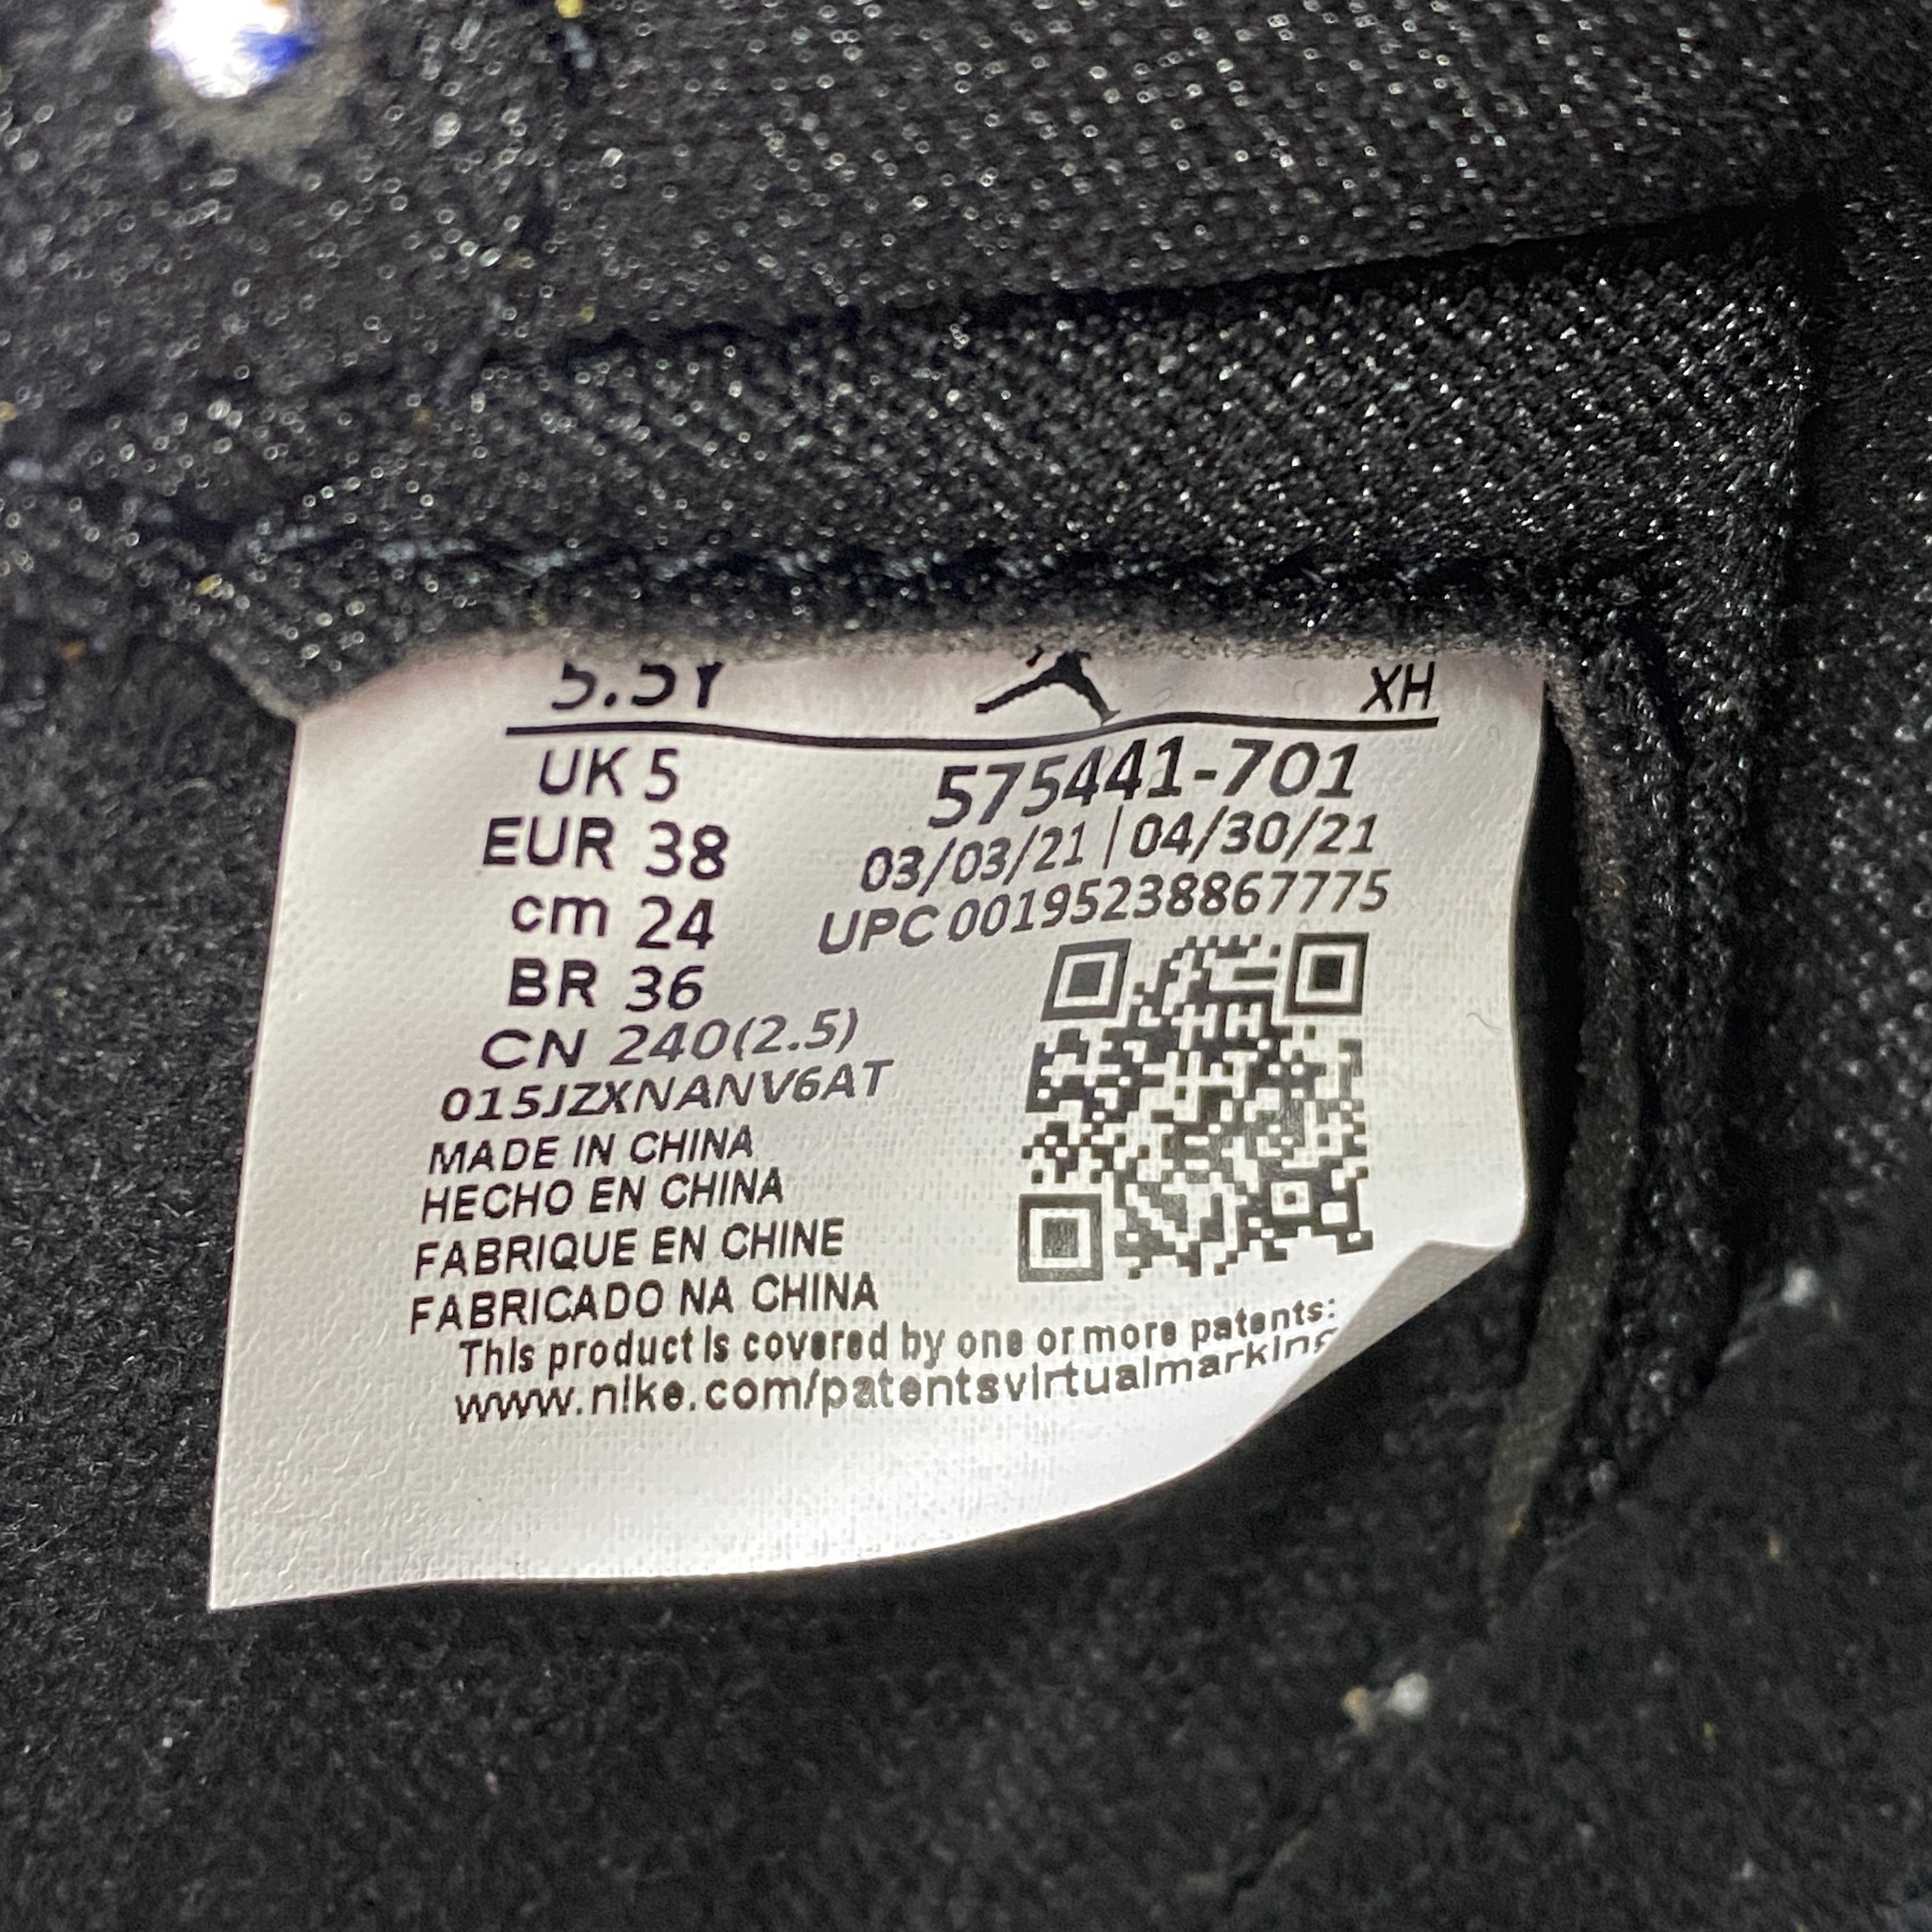 5.5Y XH
UK 5 575441-701
EUR 38 03/03/21 | 04/30/21
cm 24 UPC 00195238867775
BR 36
CN 240(2.5)
015JZXNANV6AT
MADE IN CHINA
HECHO EN CHINA
FABRIQUE EN CHINE
FABRICADO NA CHINA
This product is covered by one or more patents:
www.nike.com/patentsvirtualmarking